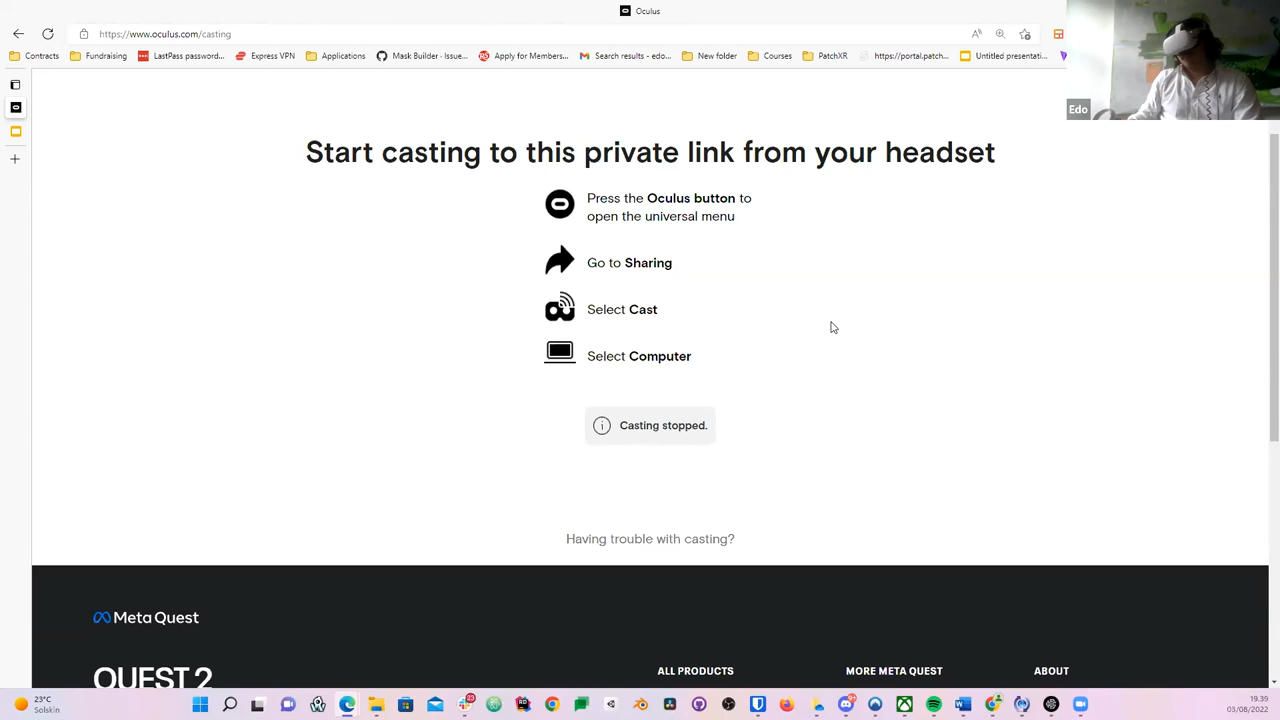 Oculus
https://www.oculus.com/casting
Contracts
Fundraising
LastPass password...
Express VPN
Applications
Mask Builder - Issue...
Apply for Members...
Search results - edo...
New folder
Courses
PatchXR
https://portal.patch...
Untitled presentati...
Edo
Start casting to this private link from your headset
Press the Oculus button to
open the universal menu
Go to Sharing
Select Cast
Select Computer
Casting stopped.
Having trouble with casting?
Meta Quest
QUEST 2
ALL PRODUCTS
MORE META QUEST
ABOUT
23°C
Solskin
19.39
03/08/2022